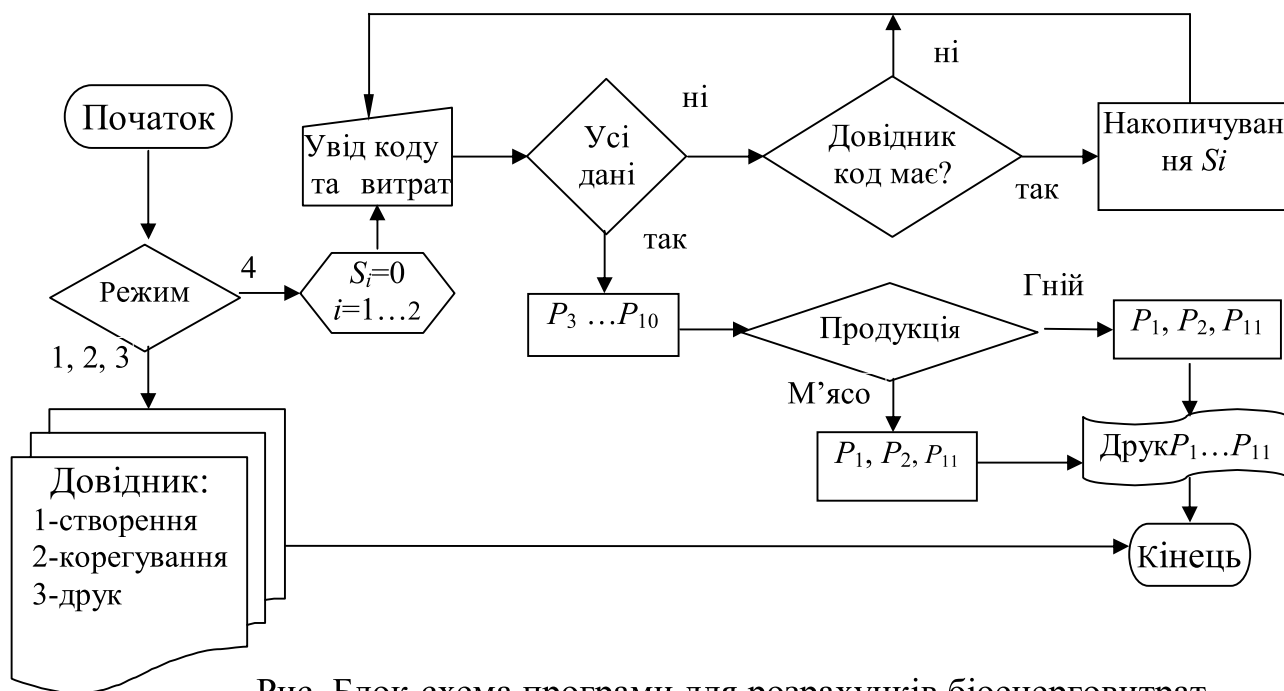 Початок
Режим
4
1, 2, 3
Довідник:
1-створення
2-корегування
3-друк
Si=0
i=1…2
Увід коду
та витрат
Усі
дані
ні
так
Довідник
код має?
ні
так
Накопичуван
ня Si
P3 …P10
Продукція
Гній
М’ясо
P1, P2, P11
P1, P2, P11
ДрукP1…P11
Кінець
Рис. Блок-схема програми для розрахунків біоенерговитрат